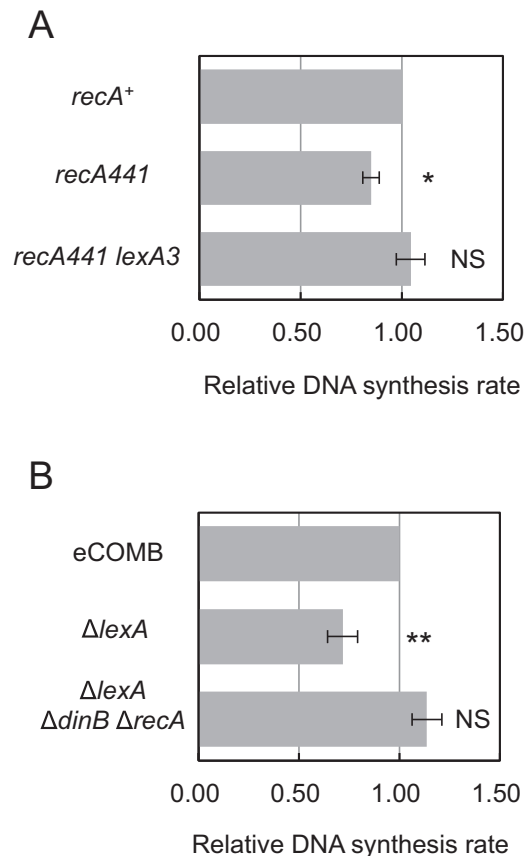 A
recA⁺
recA441
*
recA441 lexA3
NS
0.00 0.50 1.00 1.50
Relative DNA synthesis rate
B
eCOMB
ΔlexA
**
ΔlexA
ΔdinB ΔrecA
NS
0.00 0.50 1.00 1.50
Relative DNA synthesis rate